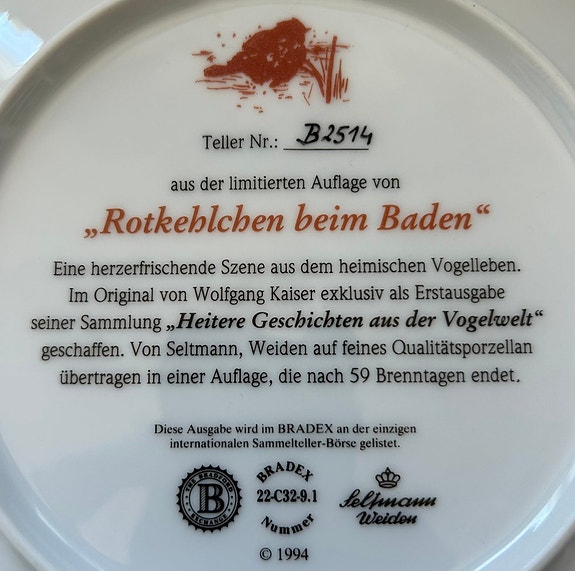 Teller Nr.: B2514
aus der limitierten Auflage von
„Rotkehlchen beim Baden“
Eine herzerfrischende Szene aus dem heimischen Vogelleben.
Im Original von Wolfgang Kaiser exklusiv als Erstausgabe
seiner Sammlung „Heitere Geschichten aus der Vogelwelt“
geschaffen. Von Seltmann, Weiden auf feines Qualitätsporzellan
übertragen in einer Auflage, die nach 59 Brenntagen endet.
Diese Ausgabe wird im BRADEX an der einzigen
internationalen Sammelteller-Börse gelistet.
THE BRADFORD
B
EXCHANGE
BRADEX
22-C32-9.1
Nummer
Seltmann
Weiden
© 1994